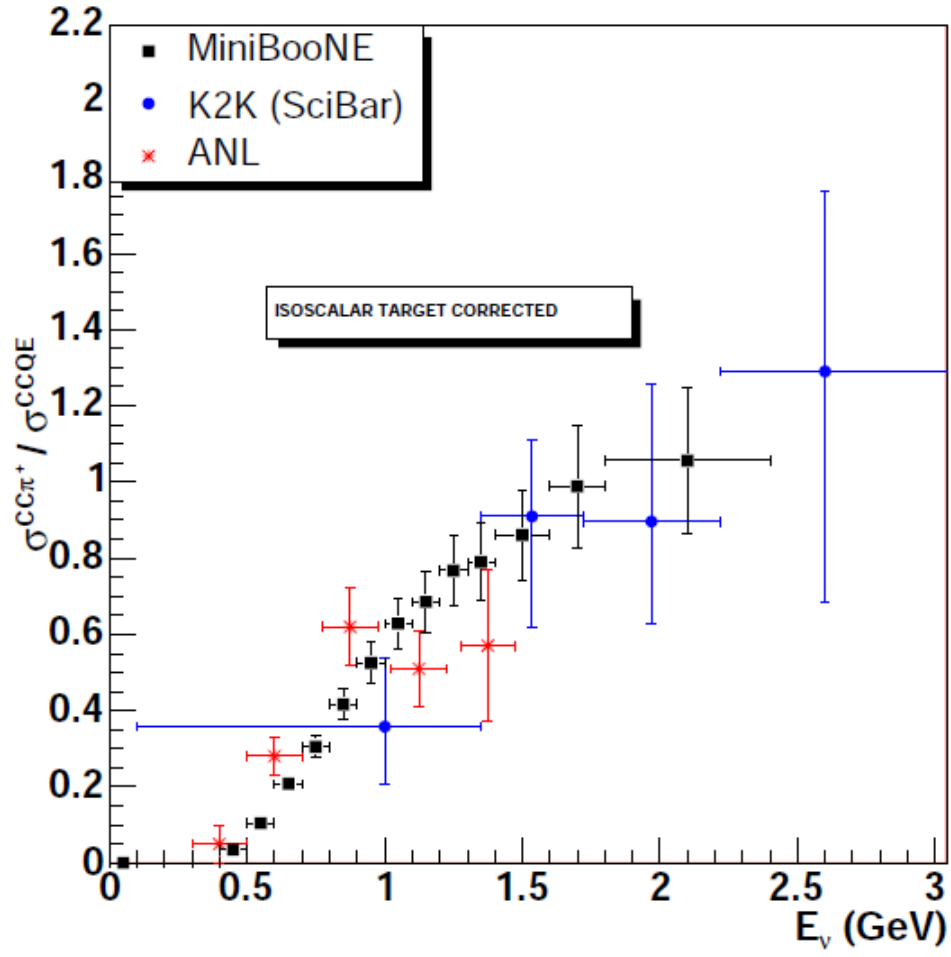 2.2
2
1.8
1.6
1.4
1.2
1
0.8
0.6
0.4
0.2
0
MiniBooNE
K2K (SciBar)
ANL
ISOSCALAR TARGET CORRECTED
σ^CCπ⁺ / σ^CCQE
0 0.5 1 1.5 2 2.5 3
E_ν (GeV)